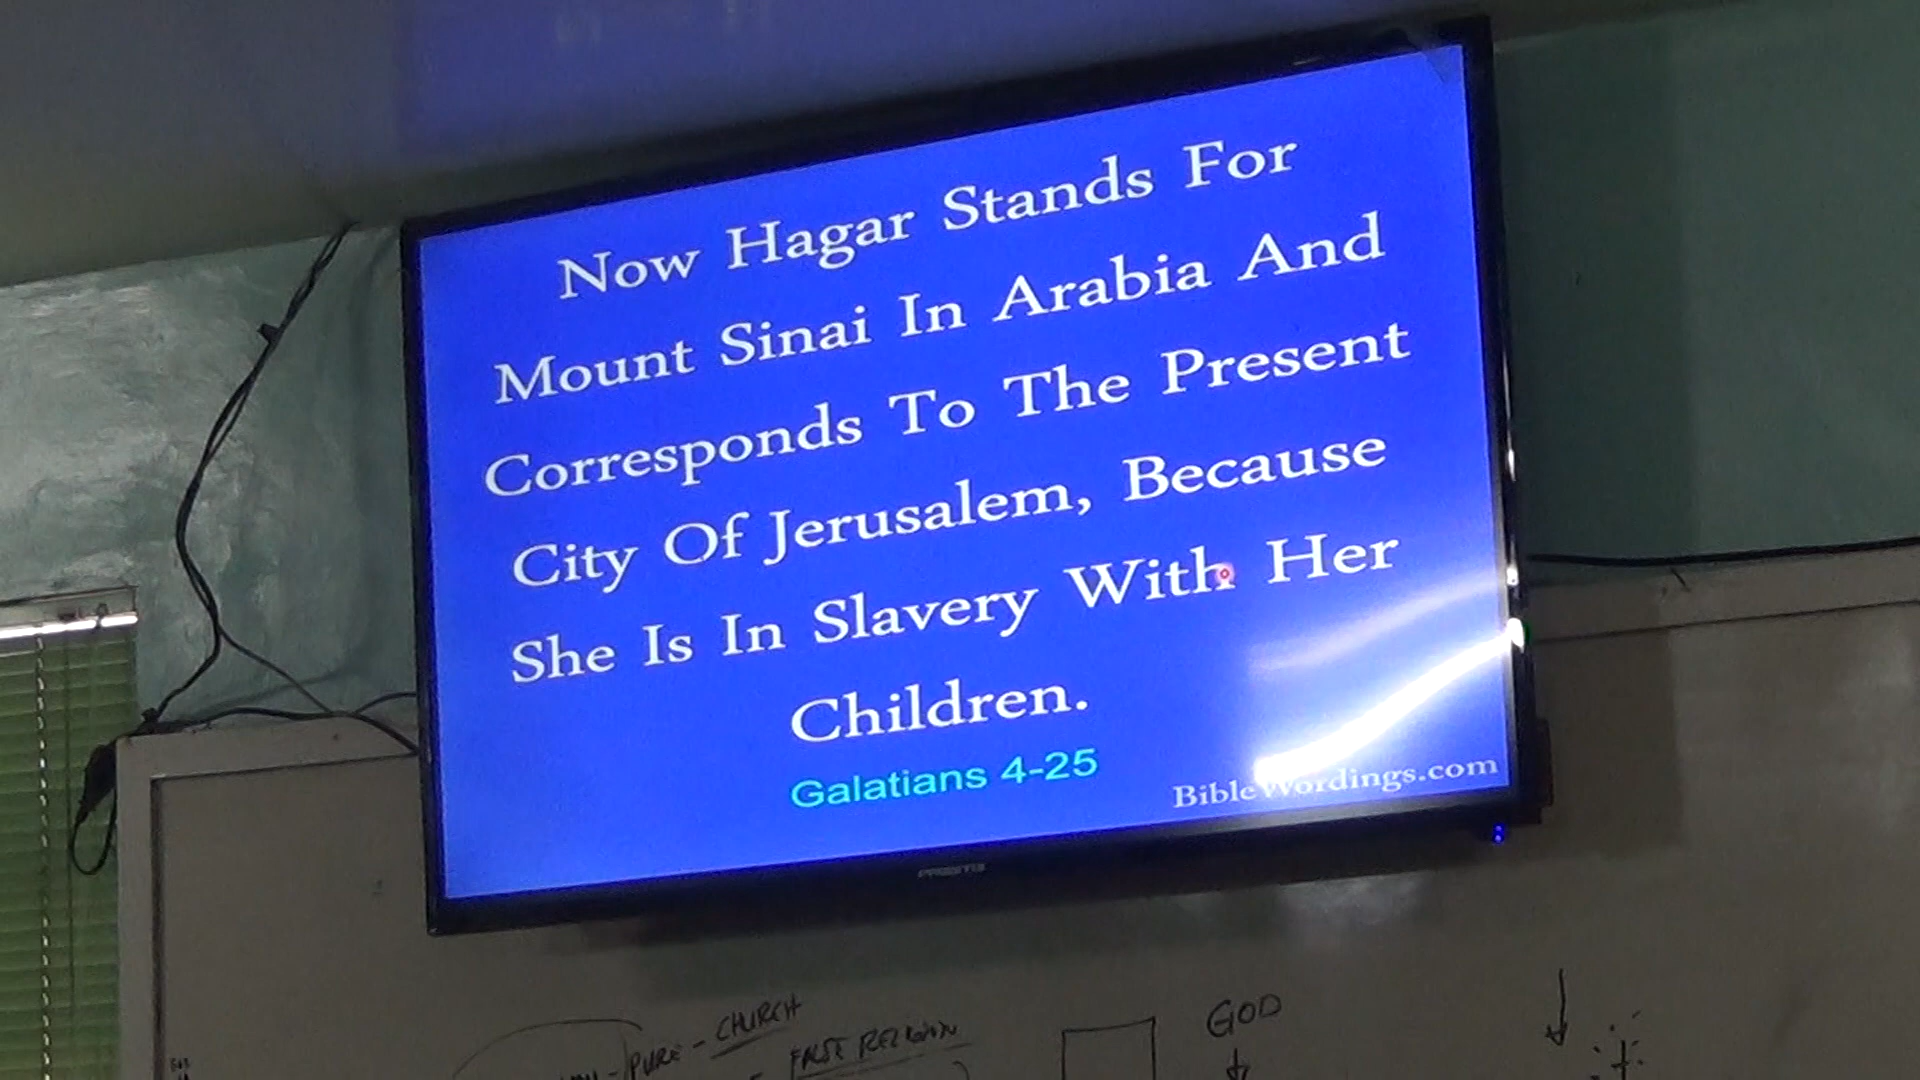 Now Hagar Stands For
Mount Sinai In Arabia And
Corresponds To The Present
City Of Jerusalem, Because
She Is In Slavery With Her
Children.
Galatians 4-25
BibleWordings.com
PRESTIZ
PURE - CHURCH
- FALSE RELIGION
GOD